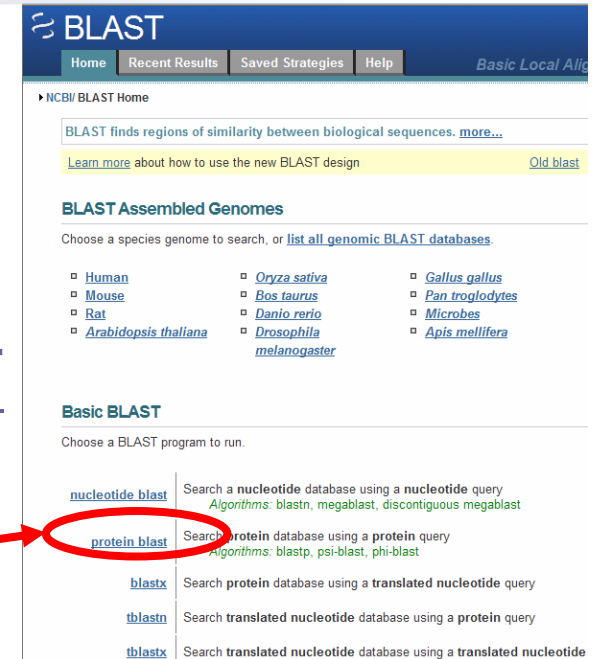 BLAST
Home Recent Results Saved Strategies Help Basic Local Alig
NCBI/ BLAST Home
BLAST finds regions of similarity between biological sequences. more...
Learn more about how to use the new BLAST design Old blast
BLAST Assembled Genomes
Choose a species genome to search, or list all genomic BLAST databases.
Human Oryza sativa Gallus gallus
Mouse Bos taurus Pan troglodytes
Rat Danio rerio Microbes
Arabidopsis thaliana Drosophila Apis mellifera
melanogaster
Basic BLAST
Choose a BLAST program to run.
nucleotide blast Search a nucleotide database using a nucleotide query
Algorithms: blastn, megablast, discontiguous megablast
protein blast Search protein database using a protein query
Algorithms: blastp, psi-blast, phi-blast
blastx Search protein database using a translated nucleotide query
tblastn Search translated nucleotide database using a protein query
tblastx Search translated nucleotide database using a translated nucleotide